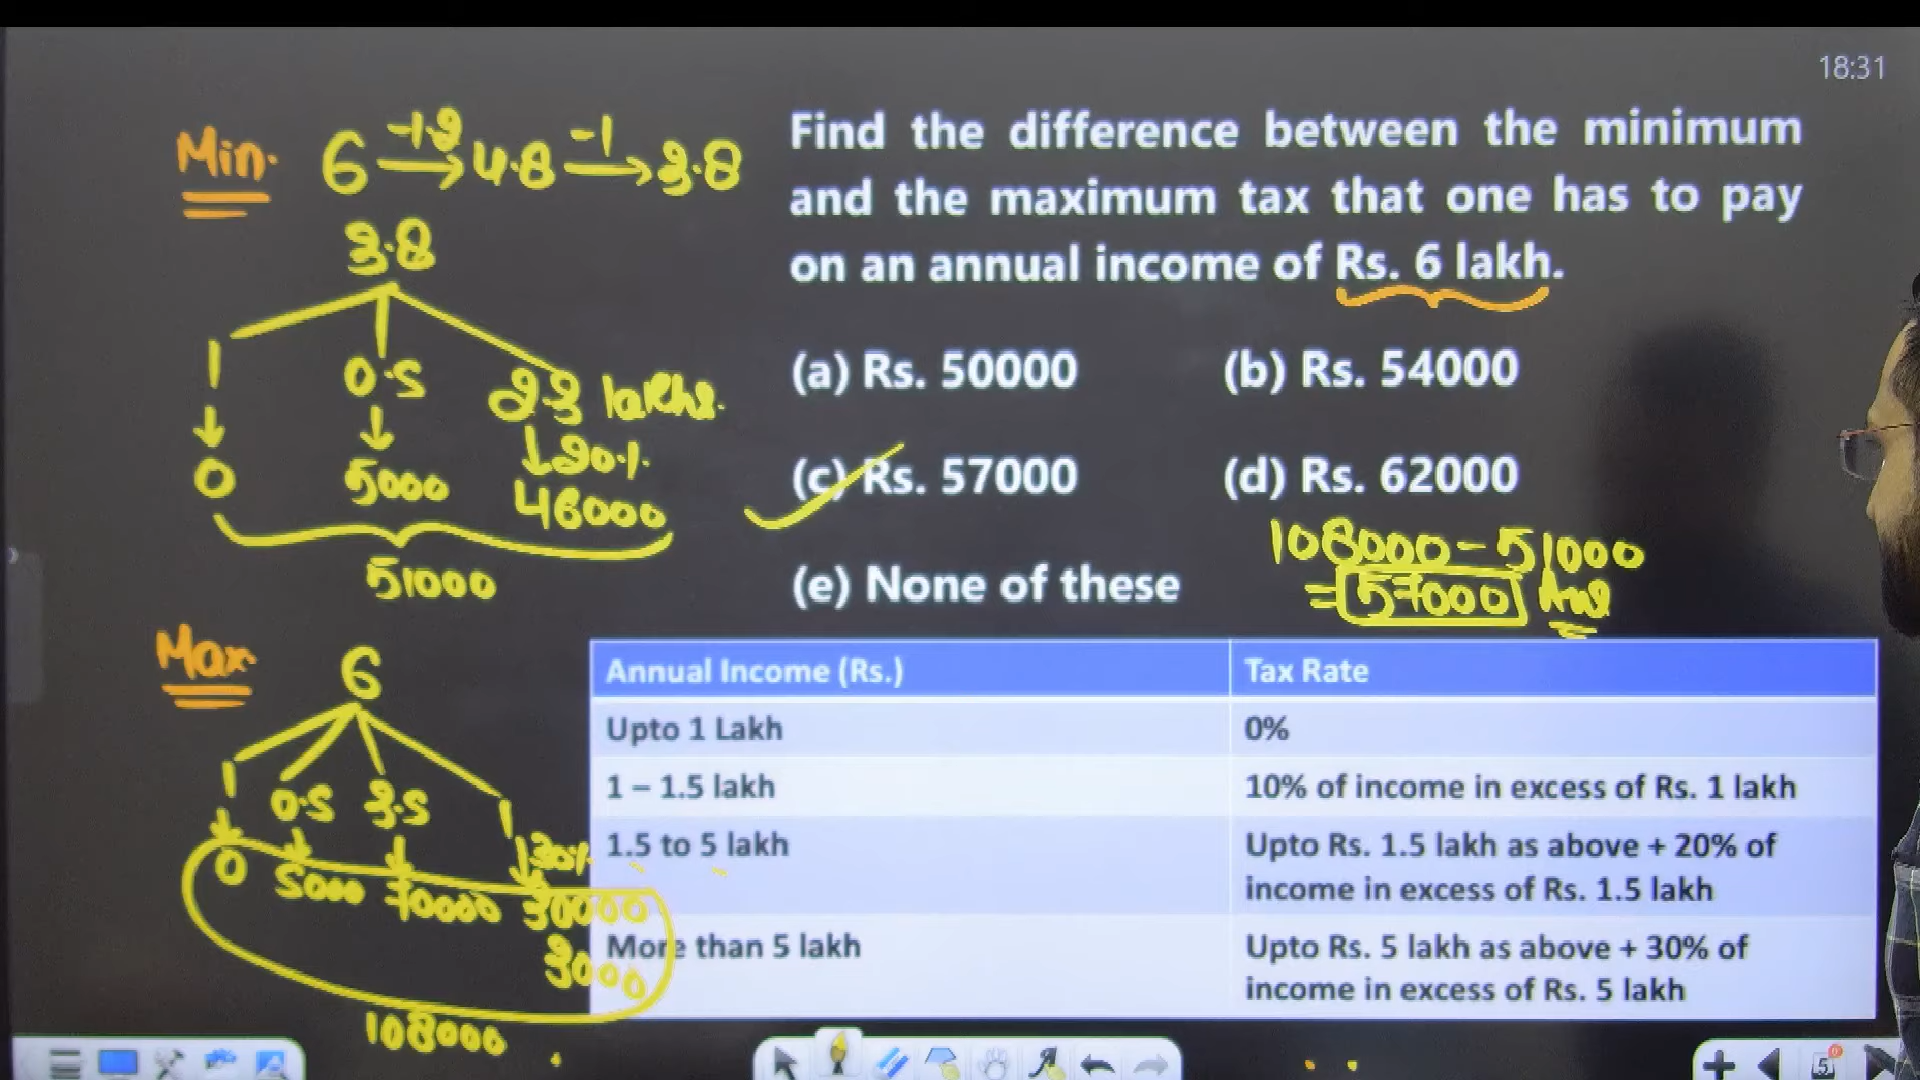 18:31
Min. 6 -1.2 → 4.8 -1 → 3.8
3.8
1 0.5 2.3 lakhs.
↓ ↓ ↓20%
0 5000 46000
51000
Find the difference between the minimum
and the maximum tax that one has to pay
on an annual income of Rs. 6 lakh.
(a) Rs. 50000 (b) Rs. 54000
(c) Rs. 57000 (d) Rs. 62000
(e) None of these
108000 - 51000
= 57000 Ans
Max
6
1 0.5 3.5 1
↓ ↓ ↓ ↓30%
0 5000 70000 30000
3000
108000
Annual Income (Rs.) Tax Rate
Upto 1 Lakh 0%
1 – 1.5 lakh 10% of income in excess of Rs. 1 lakh
1.5 to 5 lakh Upto Rs. 1.5 lakh as above + 20% of
income in excess of Rs. 1.5 lakh
More than 5 lakh Upto Rs. 5 lakh as above + 30% of
income in excess of Rs. 5 lakh
5